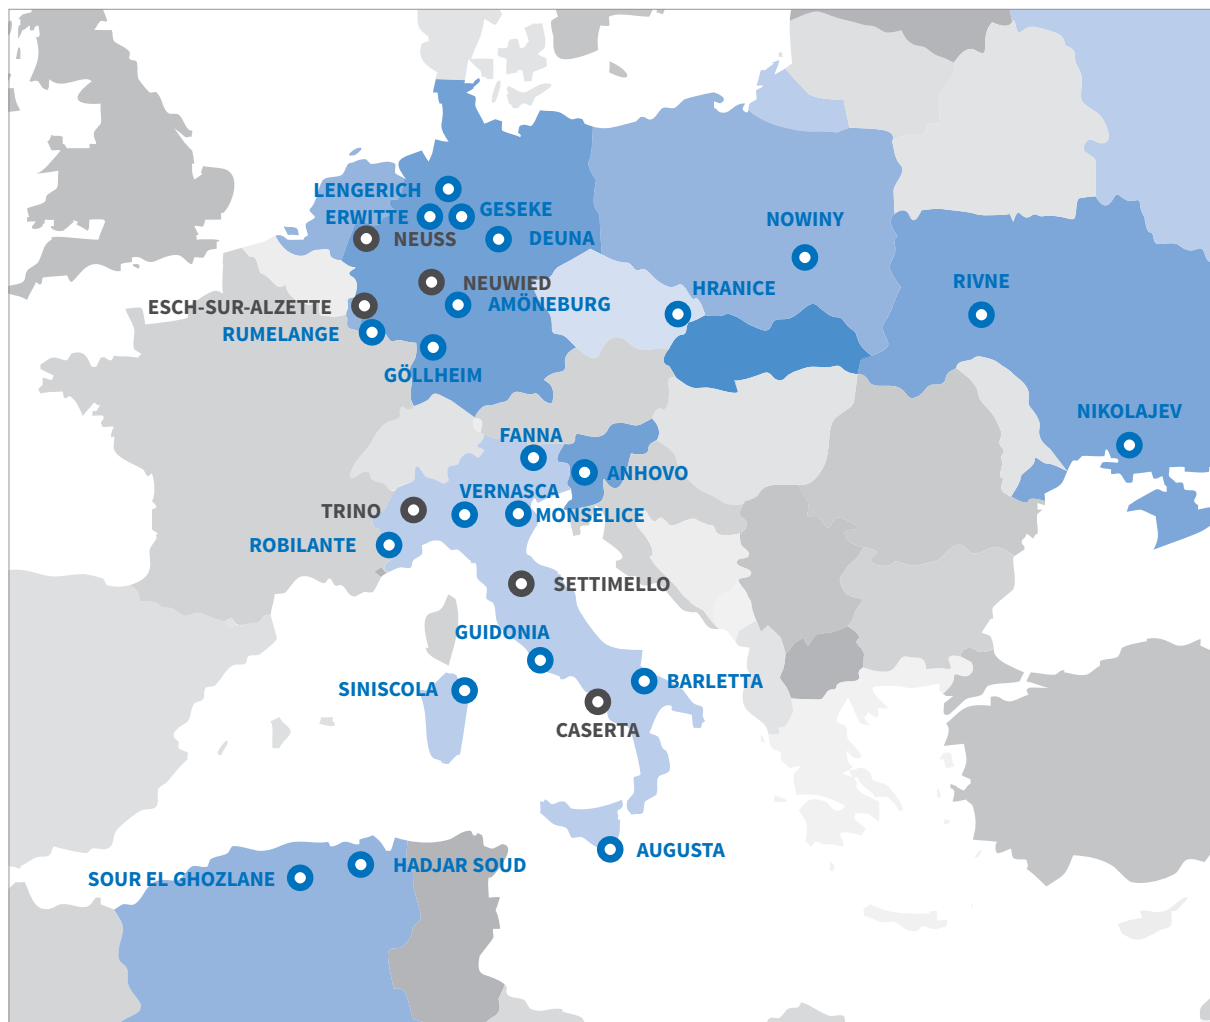 LENGERICH
ERWITTE
GESEKE
NEUSS
DEUNA
NOWINY
NEUWIED
HRANICE
RIVNE
ESCH-SUR-ALZETTE
AMÖNEBURG
RUMELANGE
GÖLLHEIM
NIKOLAJEV
FANNA
ANHOVO
VERNASCA
TRINO
MONSELICE
ROBILANTE
SETTIMELLO
GUIDONIA
SINISCOLA
BARLETTA
CASERTA
AUGUSTA
HADJAR SOUD
SOUR EL GHOZLANE